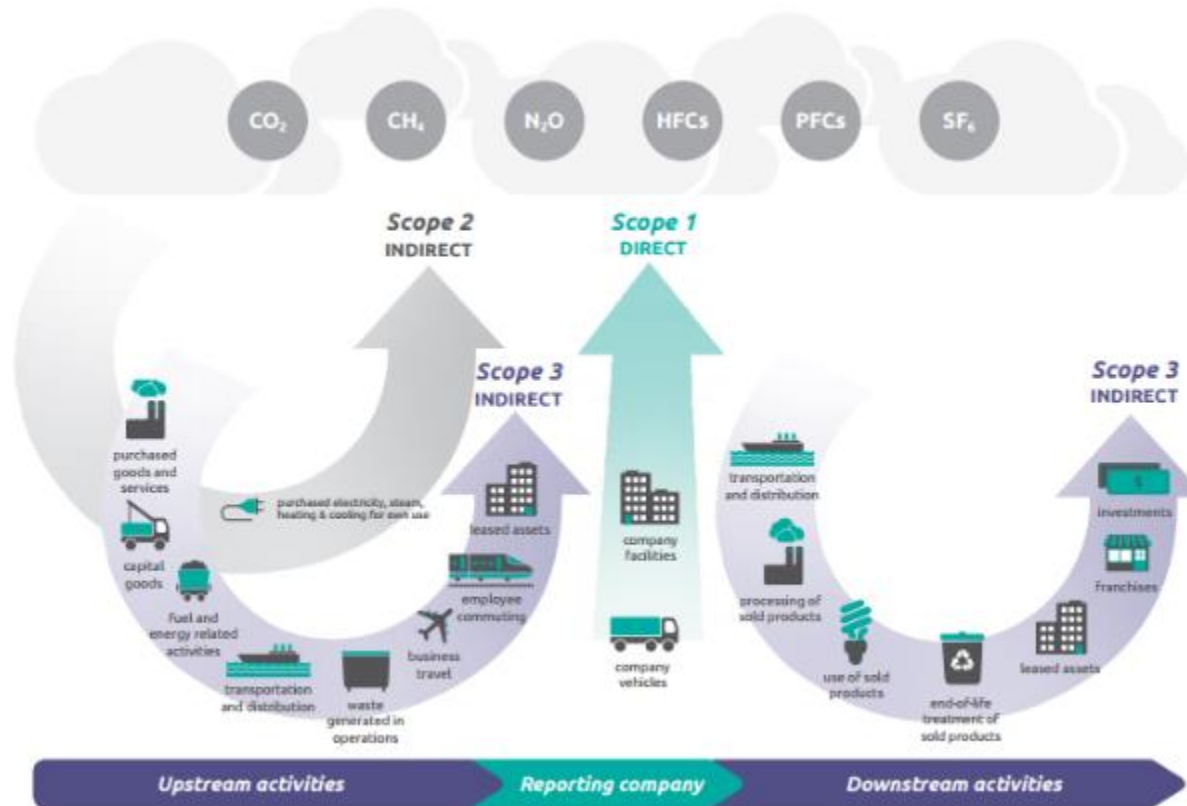 CO₂
CH₄
N₂O
HFCs
PFCs
SF₆
Scope 2
INDIRECT
Scope 1
DIRECT
Scope 3
INDIRECT
Scope 3
INDIRECT
purchased
goods and
services
capital
goods
fuel and
energy related
activities
transportation
and distribution
waste
generated in
operations
business
travel
employee
commuting
leased assets
purchased electricity, steam,
heating & cooling for own use
company
facilities
company
vehicles
transportation
and distribution
processing of
sold products
use of sold
products
end-of-life
treatment of
sold products
leased assets
franchises
investments
$
Upstream activities
Reporting company
Downstream activities